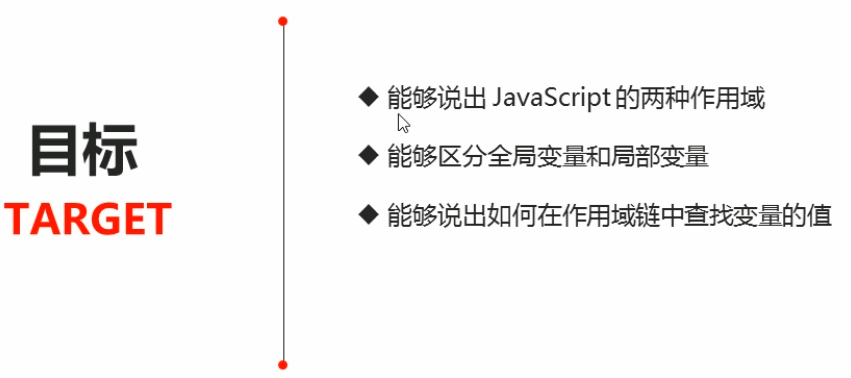 目标
TARGET
◆ 能够说出 JavaScript 的两种作用域
◆ 能够区分全局变量和局部变量
◆ 能够说出如何在作用域链中查找变量的值